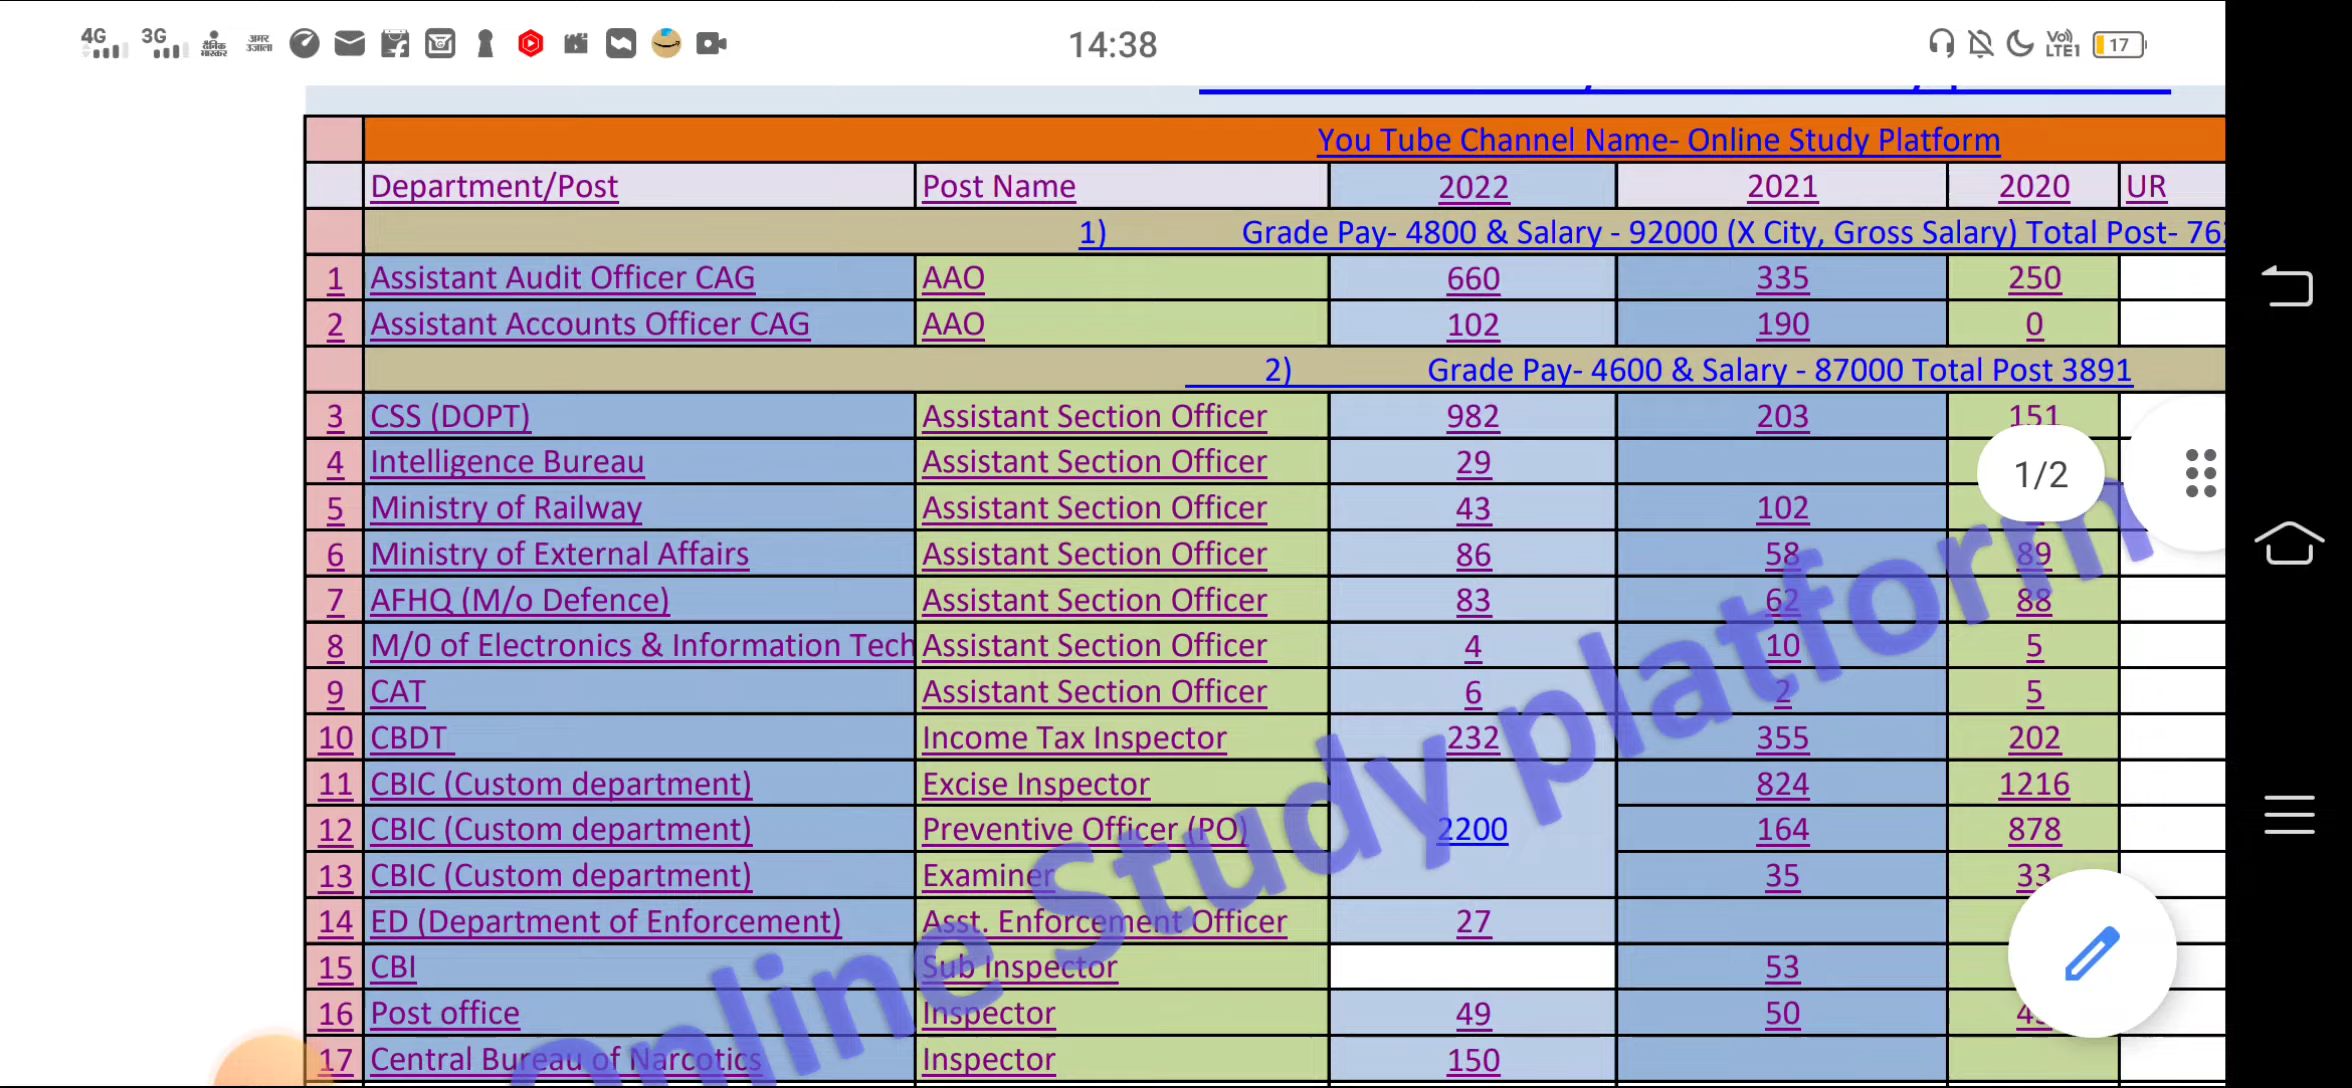 4G 3G दैनिक भास्कर अमर उजाला 14:38 Vo) LTE1 17
You Tube Channel Name- Online Study Platform
Department/Post Post Name 2022 2021 2020 UR
1) Grade Pay- 4800 & Salary - 92000 (X City, Gross Salary) Total Post- 76
1 Assistant Audit Officer CAG AAO 660 335 250
2 Assistant Accounts Officer CAG AAO 102 190 0
2) Grade Pay- 4600 & Salary - 87000 Total Post 3891
3 CSS (DOPT) Assistant Section Officer 982 203 151
4 Intelligence Bureau Assistant Section Officer 29
1/2
5 Ministry of Railway Assistant Section Officer 43 102
6 Ministry of External Affairs Assistant Section Officer 86 58 89
7 AFHQ (M/o Defence) Assistant Section Officer 83 62 88
8 M/0 of Electronics & Information Tech Assistant Section Officer 4 10 5
9 CAT Assistant Section Officer 6 2 5
10 CBDT Income Tax Inspector 232 355 202
11 CBIC (Custom department) Excise Inspector 824 1216
12 CBIC (Custom department) Preventive Officer (PO) 2200 164 878
13 CBIC (Custom department) Examiner 35 33
14 ED (Department of Enforcement) Asst. Enforcement Officer 27
15 CBI Sub Inspector 53
16 Post office Inspector 49 50
17 Central Bureau of Narcotics Inspector 150
Online Study platform